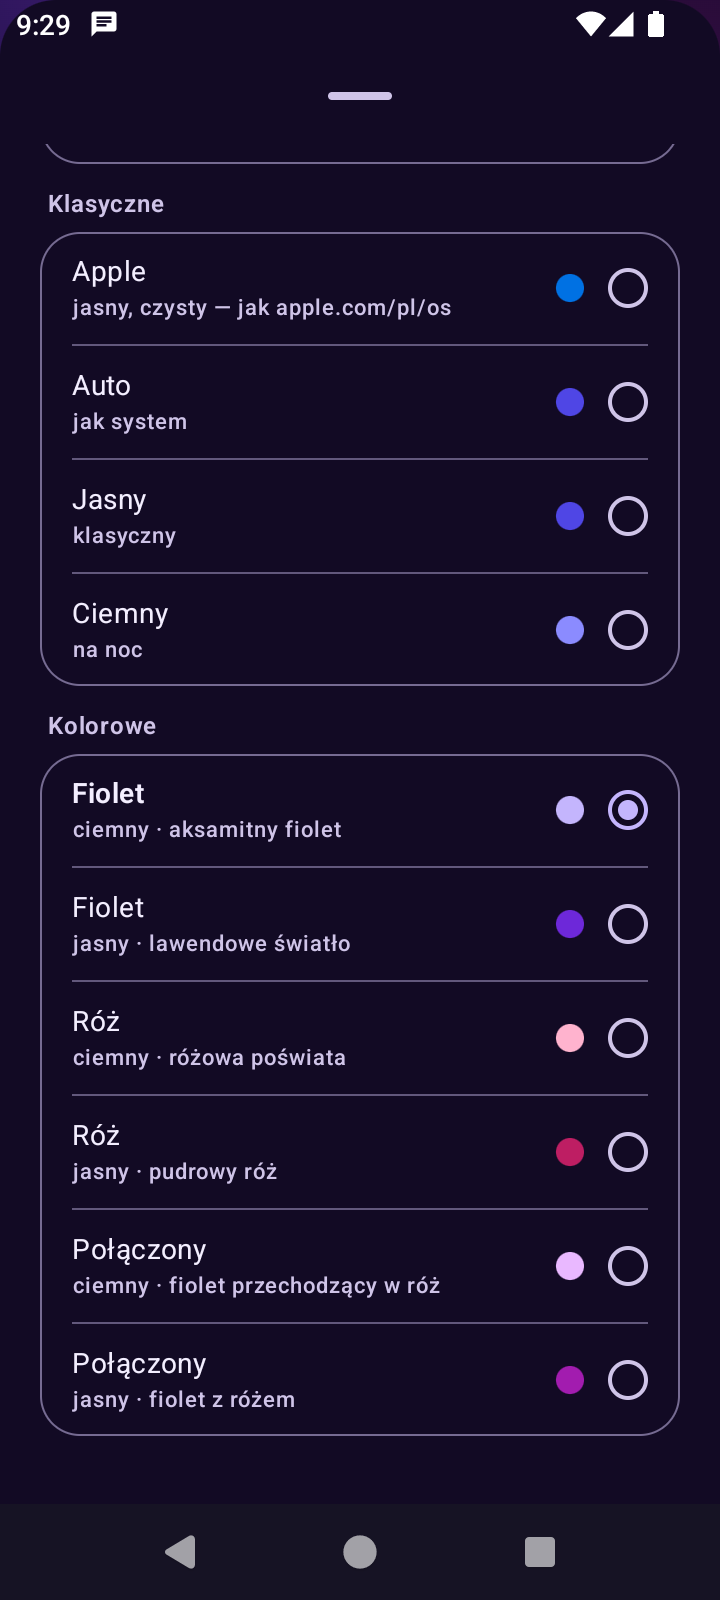 9:29
Klasyczne
Apple
jasny, czysty — jak apple.com/pl/os
Auto
jak system
Jasny
klasyczny
Ciemny
na noc
Kolorowe
Fiolet
ciemny · aksamitny fiolet
Fiolet
jasny · lawendowe światło
Róż
ciemny · różowa poświata
Róż
jasny · pudrowy róż
Połączony
ciemny · fiolet przechodzący w róż
Połączony
jasny · fiolet z różem